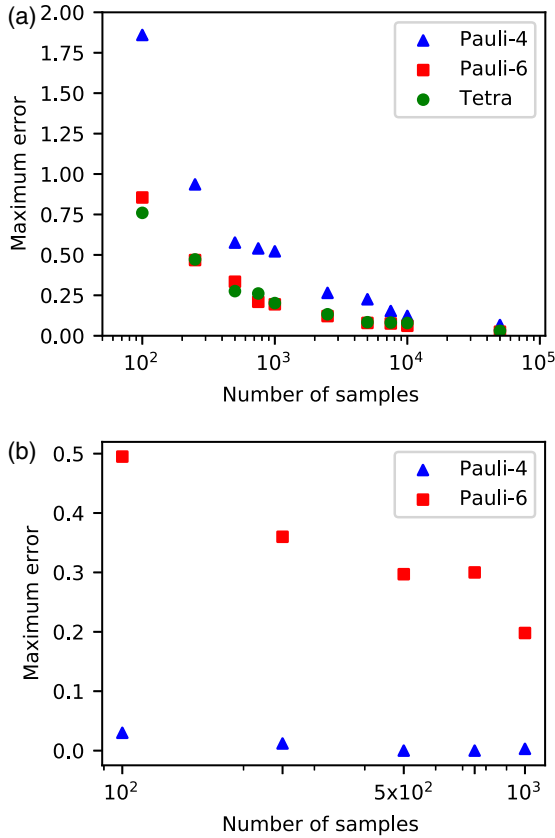 (a)
2.00
1.75
1.50
1.25
1.00
0.75
0.50
0.25
0.00
Maximum error
Pauli-4
Pauli-6
Tetra
10²
10³
10⁴
10⁵
Number of samples
(b)
0.5
0.4
0.3
0.2
0.1
0.0
Maximum error
Pauli-4
Pauli-6
10²
5x10²
10³
Number of samples